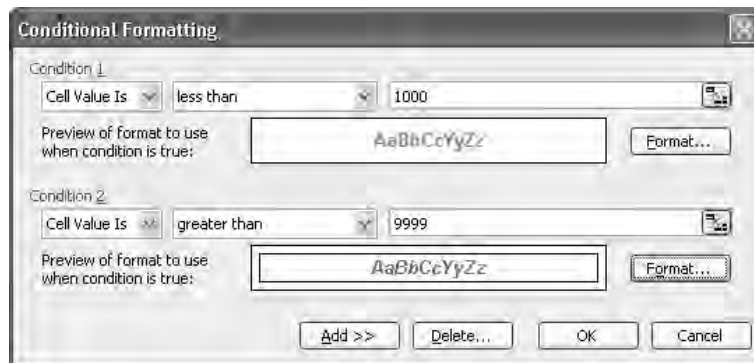 Conditional Formatting
Condition 1
Cell Value Is less than 1000
Preview of format to use
when condition is true:
AaBbCcYyZz
Format...
Condition 2
Cell Value Is greater than 9999
Preview of format to use
when condition is true:
AaBbCcYyZz
Format...
Add >> Delete... OK Cancel